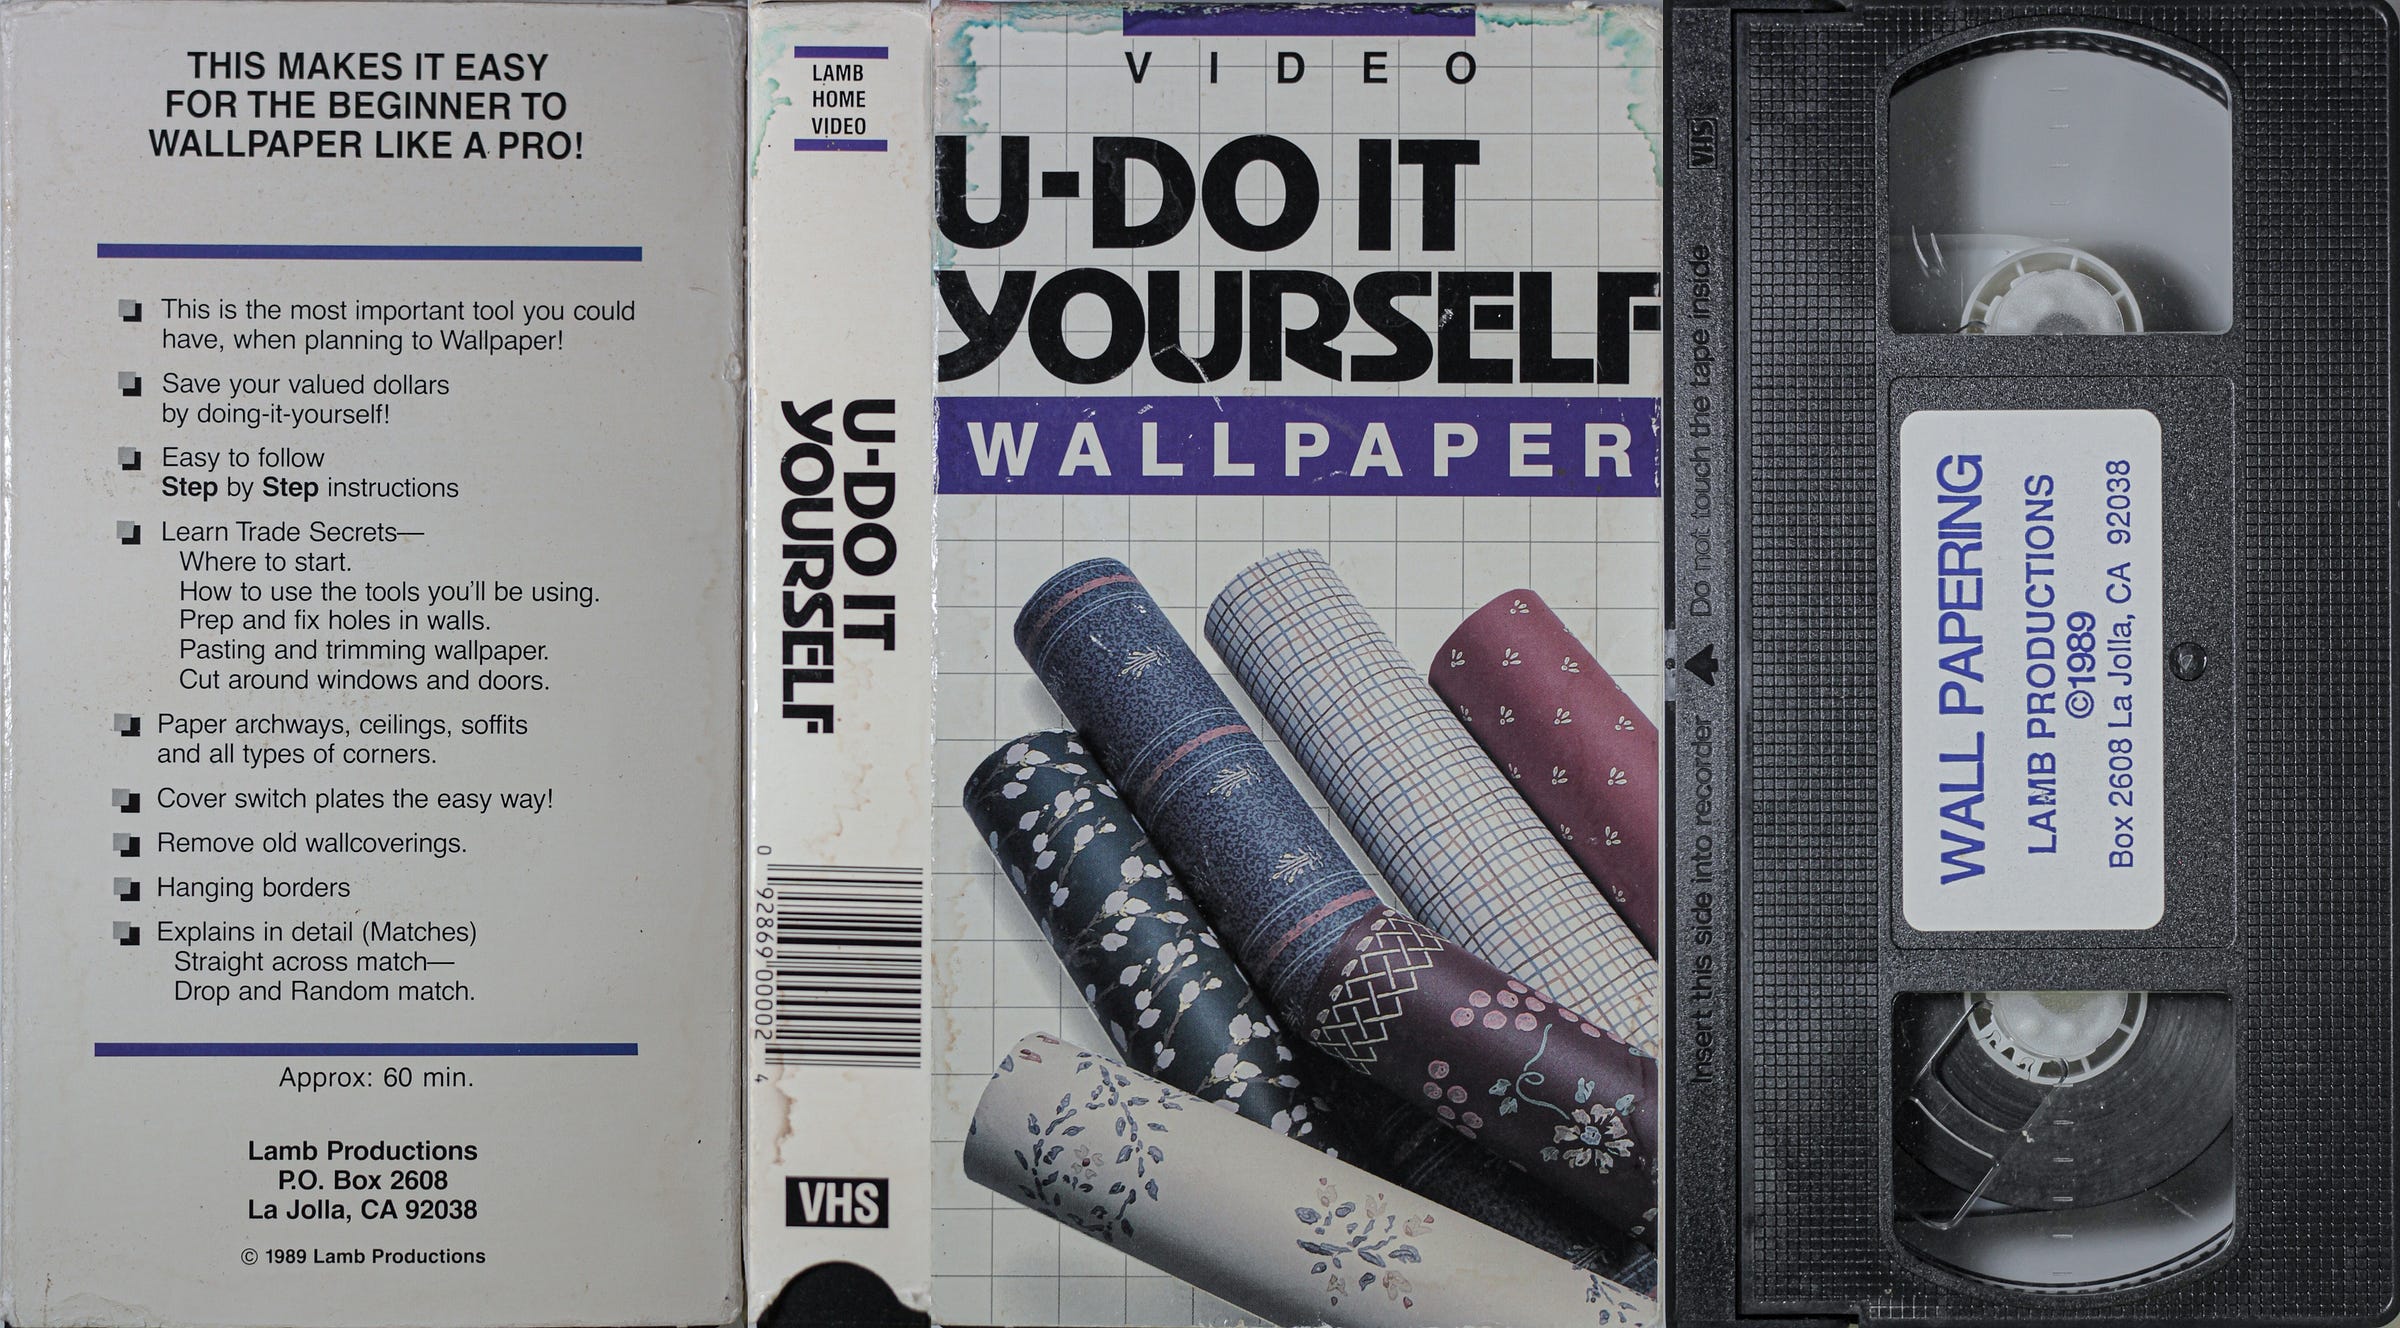 THIS MAKES IT EASY
FOR THE BEGINNER TO
WALLPAPER LIKE A PRO!
This is the most important tool you could
have, when planning to Wallpaper!
Save your valued dollars
by doing-it-yourself!
Easy to follow
Step by Step instructions
Learn Trade Secrets—
Where to start.
How to use the tools you'll be using.
Prep and fix holes in walls.
Pasting and trimming wallpaper.
Cut around windows and doors.
Paper archways, ceilings, soffits
and all types of corners.
Cover switch plates the easy way!
Remove old wallcoverings.
Hanging borders
Explains in detail (Matches)
Straight across match—
Drop and Random match.
Approx: 60 min.
Lamb Productions
P.O. Box 2608
La Jolla, CA 92038
© 1989 Lamb Productions
LAMB
HOME
VIDEO
U-DO IT
YOURSELF
0 92869 00002 4
VHS
VIDEO
U-DO IT
YOURSELF
WALLPAPER
Insert this side into recorder ▲ Do not touch the tape inside VHS
WALL PAPERING
LAMB PRODUCTIONS
©1989
Box 2608 La Jolla, CA 92038